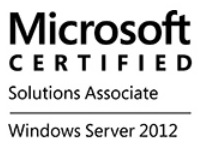 Microsoft
CERTIFIED
Solutions Associate
Windows Server 2012